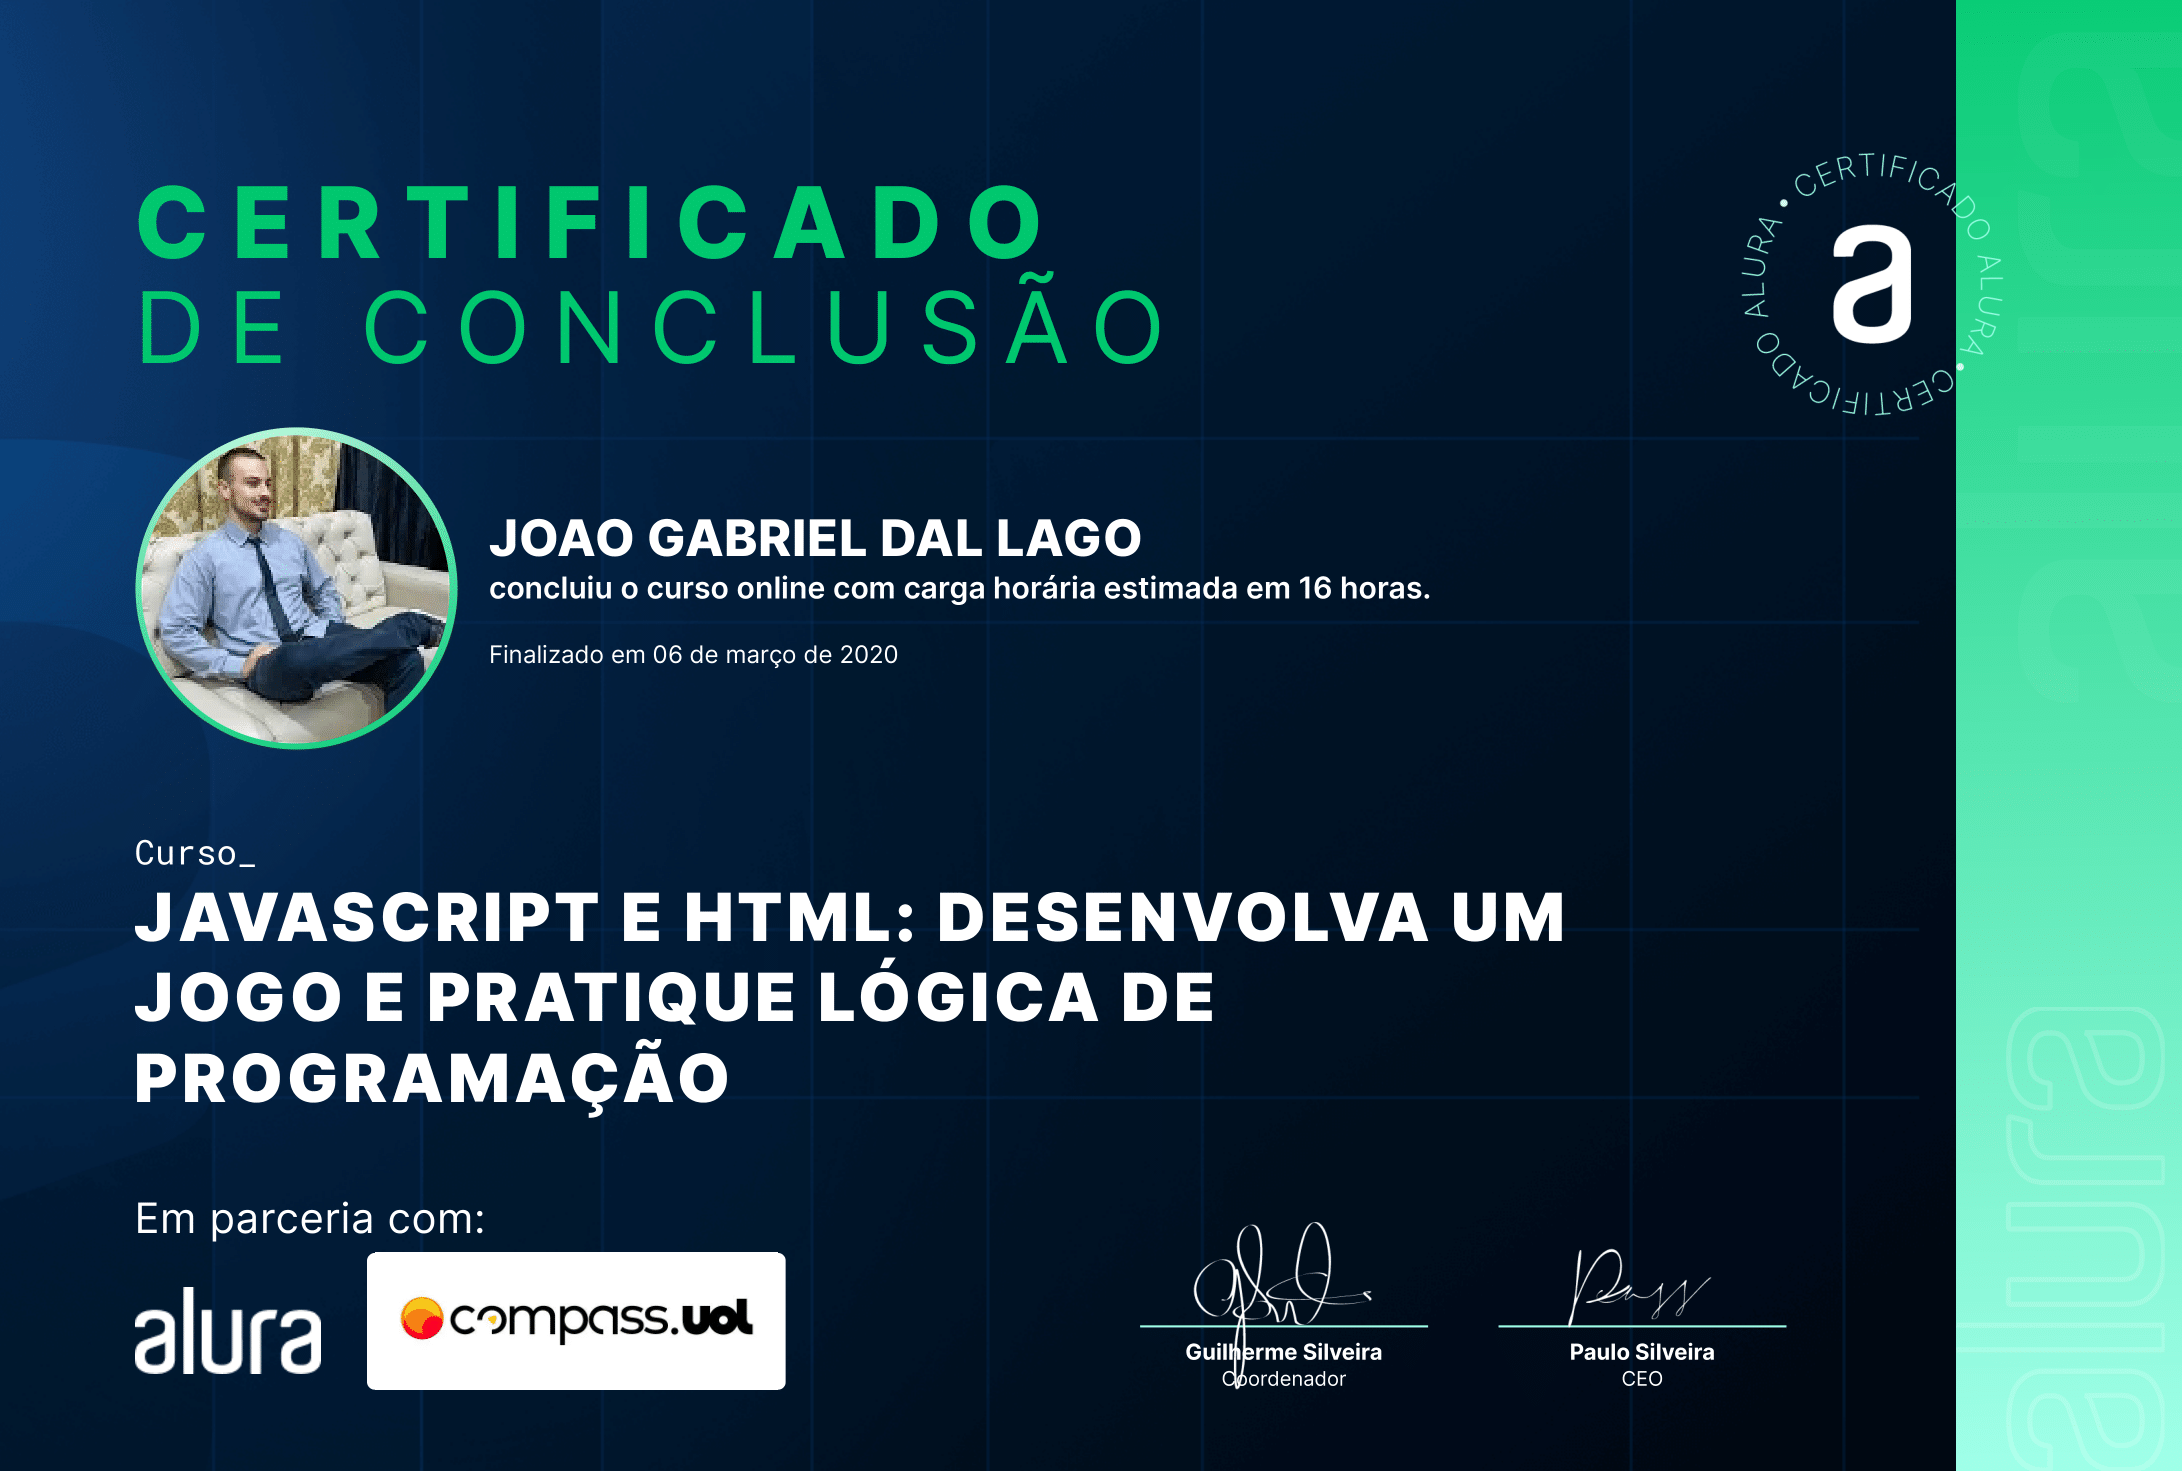 CERTIFICADO
DE CONCLUSÃO
• CERTIFICADO ALURA • CERTIFICADO ALURA
a
JOAO GABRIEL DAL LAGO
concluiu o curso online com carga horária estimada em 16 horas.
Finalizado em 06 de março de 2020
Curso_
JAVASCRIPT E HTML: DESENVOLVA UM
JOGO E PRATIQUE LÓGICA DE
PROGRAMAÇÃO
Em parceria com:
alura
compass.uol
Guilherme Silveira
Coordenador
Paulo Silveira
CEO
alura
alura